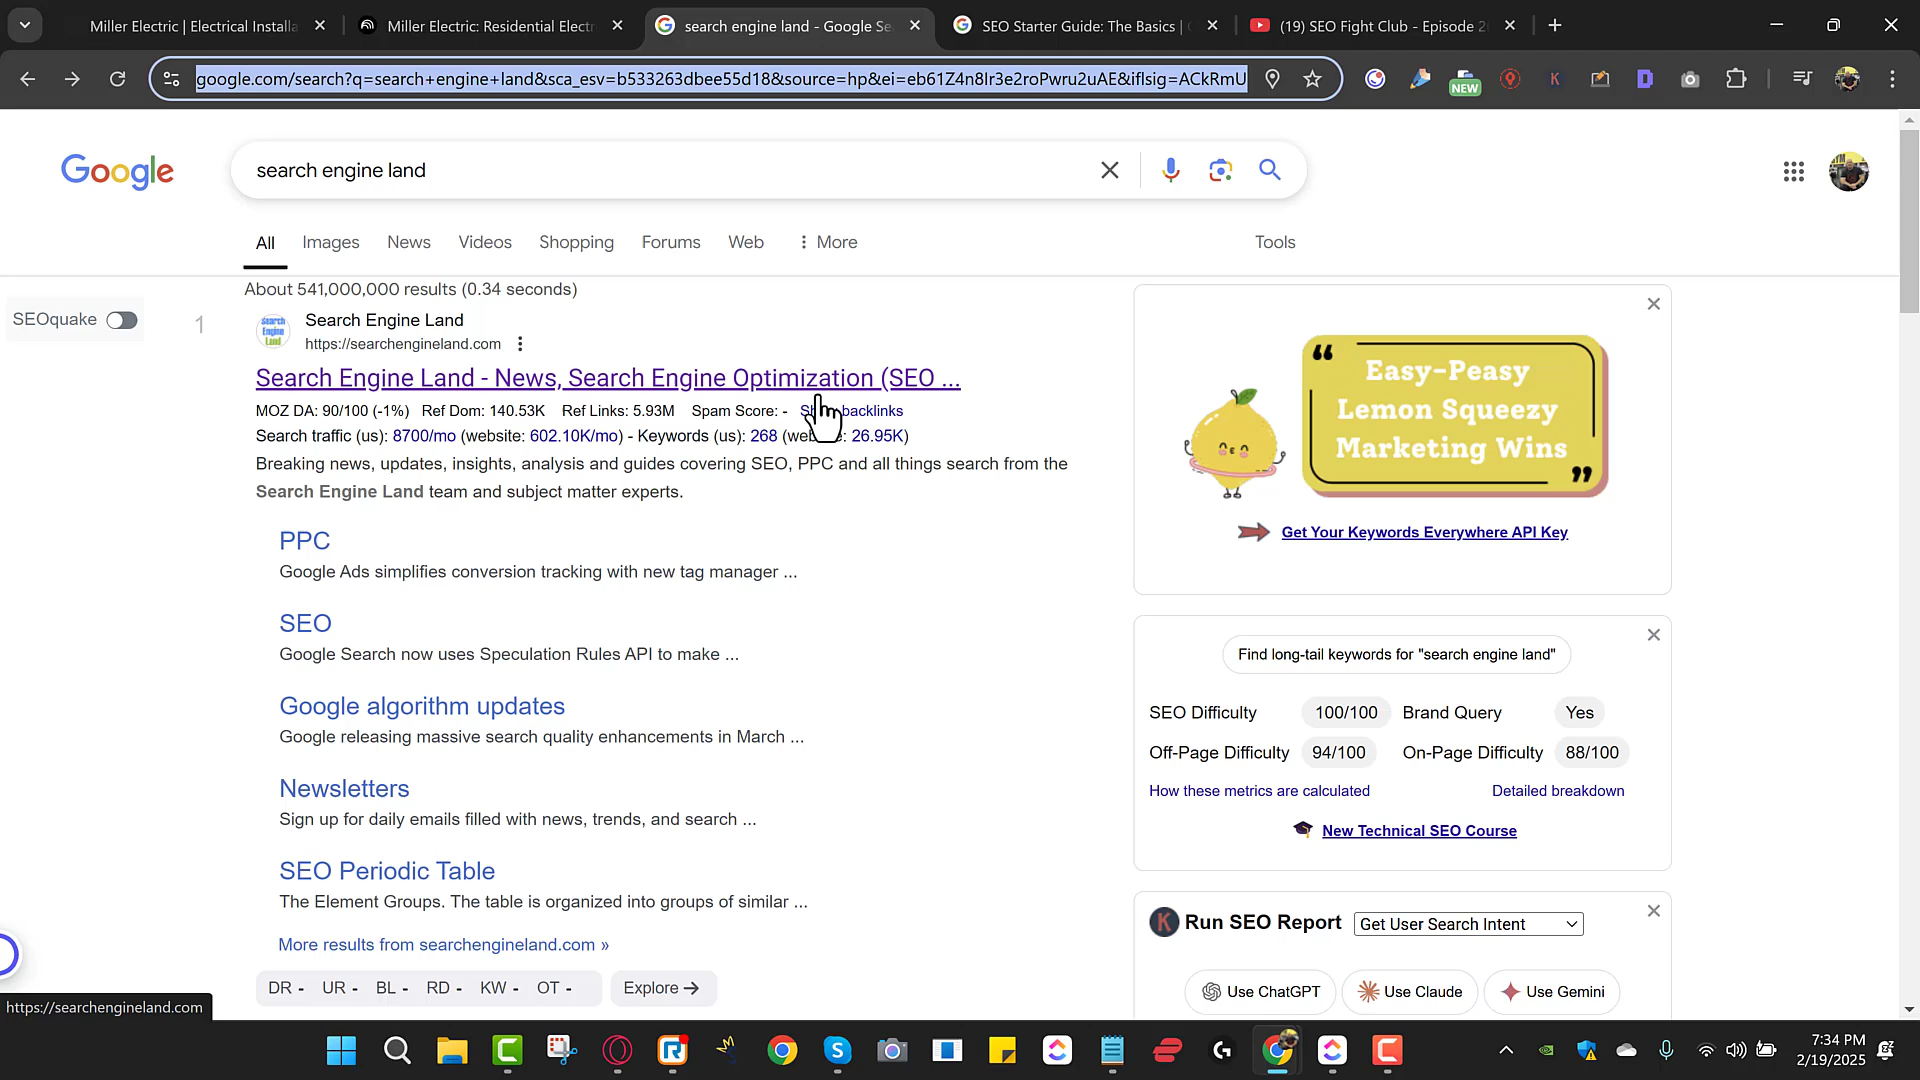 Miller Electric | Electrical Installa
Miller Electric: Residential Electr
search engine land - Google Se
SEO Starter Guide: The Basics |
(19) SEO Fight Club - Episode 2
google.com/search?q=search+engine+land&sca_esv=b533263dbee55d18&source=hp&ei=eb61Z4n8Ir3e2roPwru2uAE&iflsig=ACkRmU
NEW
Google
search engine land
All
Images
News
Videos
Shopping
Forums
Web
More
Tools
About 541,000,000 results (0.34 seconds)
SEOquake
1
Search Engine Land
https://searchengineland.com
Search Engine Land - News, Search Engine Optimization (SEO ...
MOZ DA: 90/100 (-1%) Ref Dom: 140.53K Ref Links: 5.93M Spam Score: - backlinks
Search traffic (us): 8700/mo (website: 602.10K/mo) - Keywords (us): 268 26.95K)
Breaking news, updates, insights, analysis and guides covering SEO, PPC and all things search from the
Search Engine Land team and subject matter experts.
PPC
Google Ads simplifies conversion tracking with new tag manager ...
SEO
Google Search now uses Speculation Rules API to make ...
Google algorithm updates
Google releasing massive search quality enhancements in March ...
Newsletters
Sign up for daily emails filled with news, trends, and search ...
SEO Periodic Table
The Element Groups. The table is organized into groups of similar ...
More results from searchengineland.com »
DR - UR - BL - RD - KW - OT -
Explore →
https://searchengineland.com
“ Easy-Peasy
Lemon Squeezy
Marketing Wins ”
Get Your Keywords Everywhere API Key
Find long-tail keywords for "search engine land"
SEO Difficulty 100/100 Brand Query Yes
Off-Page Difficulty 94/100 On-Page Difficulty 88/100
How these metrics are calculated
Detailed breakdown
New Technical SEO Course
K Run SEO Report
Get User Search Intent
Use ChatGPT
Use Claude
Use Gemini
7:34 PM
2/19/2025